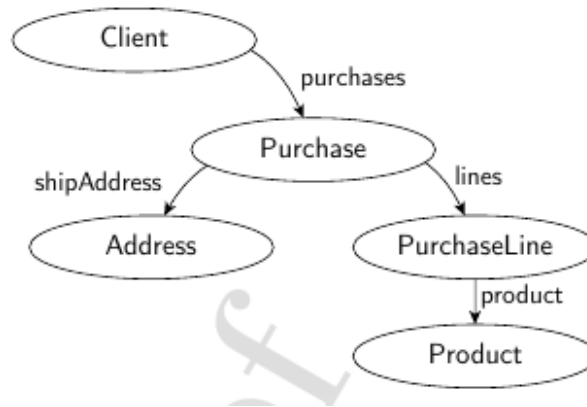 Client
purchases
Purchase
shipAddress
lines
Address
PurchaseLine
product
Product